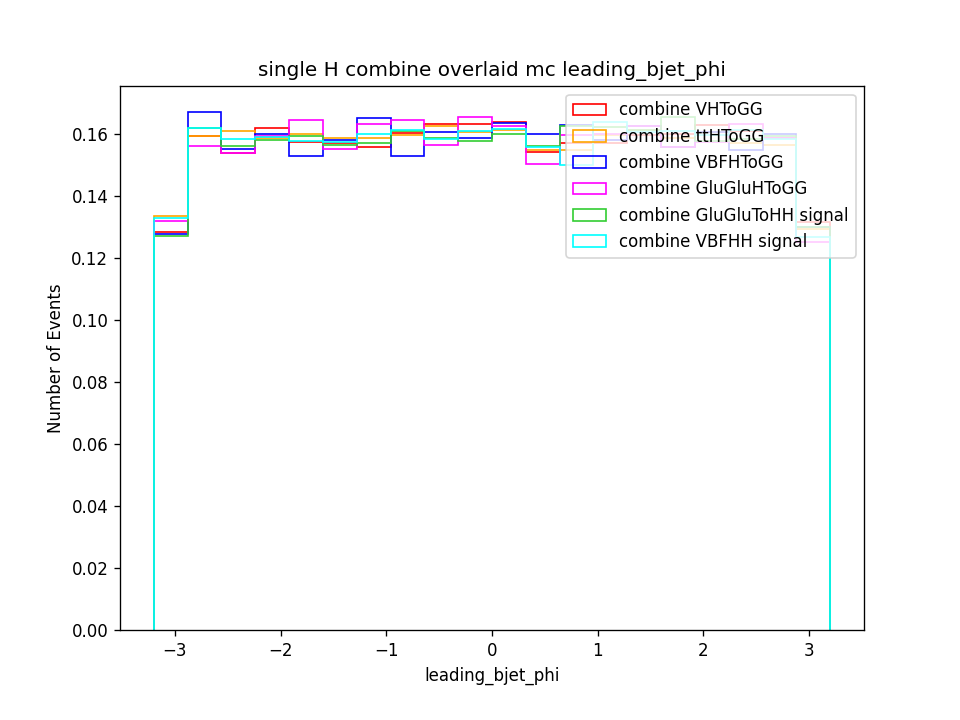 single H combine overlaid mc leading_bjet_phi
combine VHToGG
combine ttHToGG
combine VBFHToGG
combine GluGluHToGG
combine GluGluToHH signal
combine VBFHH signal
0.16
0.14
0.12
0.10
0.08
0.06
0.04
0.02
0.00
Number of Events
−3 −2 −1 0 1 2 3
leading_bjet_phi